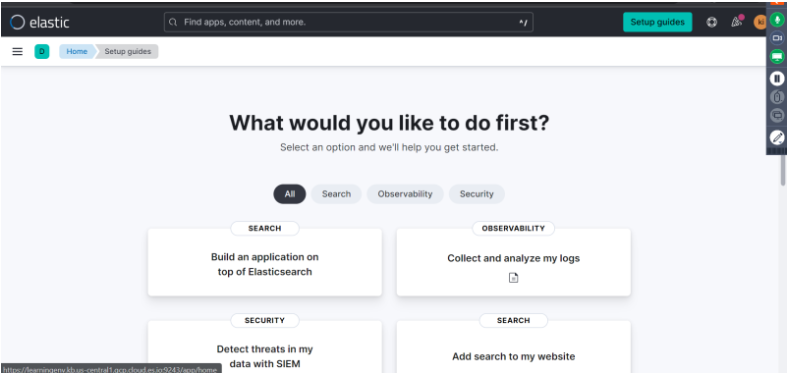 elastic
Find apps, content, and more.
^/
Setup guides
ki
D
Home
Setup guides
What would you like to do first?
Select an option and we'll help you get started.
All
Search
Observability
Security
SEARCH
OBSERVABILITY
Build an application on
top of Elasticsearch
Collect and analyze my logs
SECURITY
SEARCH
Detect threats in my
data with SIEM
Add search to my website
https://learningenv.kb.us-central1.gcp.cloud.es.io:9243/app/home